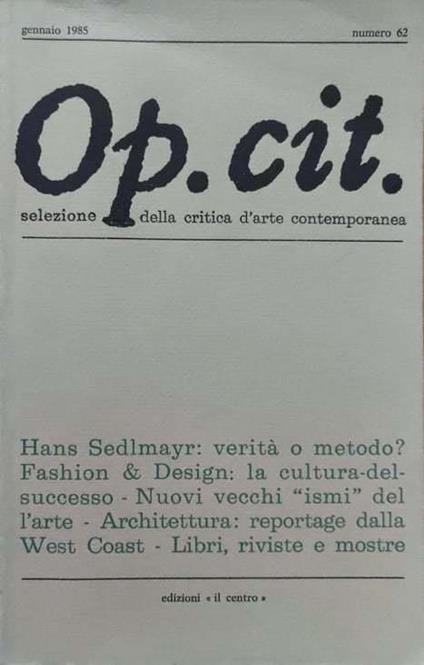 gennaio 1985 numero 62
Op. cit.
selezione della critica d'arte contemporanea
Hans Sedlmayr: verità o metodo?
Fashion & Design: la cultura-del-
successo - Nuovi vecchi "ismi" del
l'arte - Architettura: reportage dalla
West Coast - Libri, riviste e mostre
edizioni « il centro »